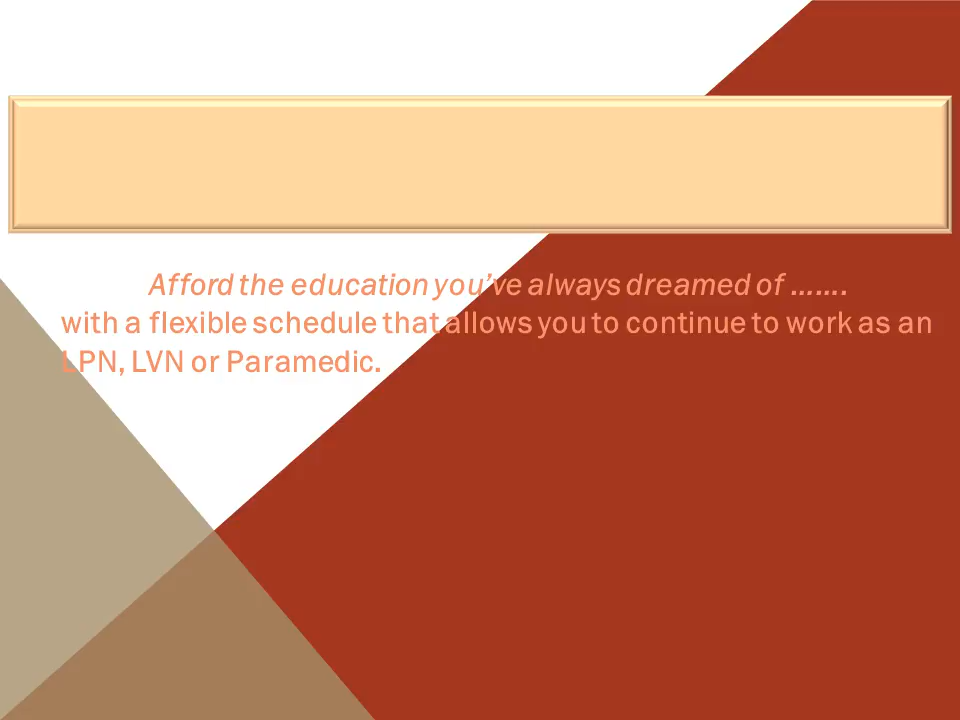 Afford the education you’ve always dreamed of …….
with a flexible schedule that allows you to continue to work as an
LPN, LVN or Paramedic.